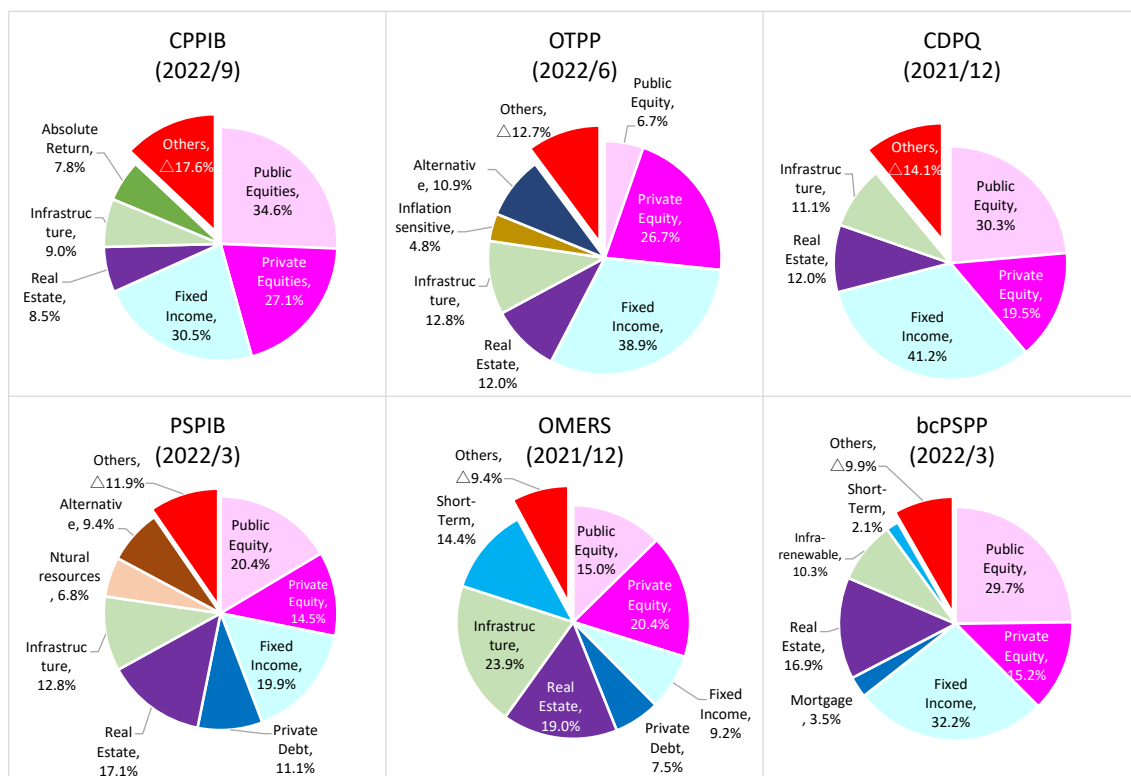 CPPIB
(2022/9)
Others,
△17.6%
Public
Equities,
34.6%
Private
Equities,
27.1%
Fixed
Income,
30.5%
Real
Estate,
8.5%
Infrastruc
ture,
9.0%
Absolute
Return,
7.8%
OTPP
(2022/6)
Others,
△12.7%
Public
Equity,
6.7%
Private
Equity,
26.7%
Fixed
Income,
38.9%
Real
Estate,
12.0%
Infrastruc
ture,
12.8%
Inflation
sensitive,
4.8%
Alternativ
e, 10.9%
CDPQ
(2021/12)
Others,
△14.1%
Public
Equity,
30.3%
Private
Equity,
19.5%
Fixed
Income,
41.2%
Real
Estate,
12.0%
Infrastruc
ture,
11.1%
PSPIB
(2022/3)
Others,
△11.9%
Public
Equity,
20.4%
Private
Equity,
14.5%
Fixed
Income,
19.9%
Private
Debt,
11.1%
Real
Estate,
17.1%
Infrastruc
ture,
12.8%
Ntural
resources
, 6.8%
Alternativ
e, 9.4%
OMERS
(2021/12)
Others,
△9.4%
Public
Equity,
15.0%
Private
Equity,
20.4%
Fixed
Income,
9.2%
Private
Debt,
7.5%
Real
Estate,
19.0%
Infrastruc
ture,
23.9%
Short-
Term,
14.4%
bcPSPP
(2022/3)
Others,
△9.9%
Public
Equity,
29.7%
Private
Equity,
15.2%
Fixed
Income,
32.2%
Mortgage
, 3.5%
Real
Estate,
16.9%
Infra-
renewable,
10.3%
Short-
Term,
2.1%